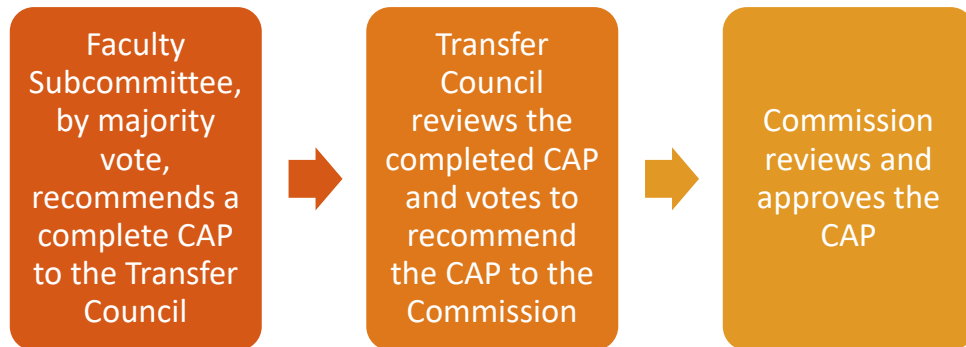 Faculty
Subcommittee,
by majority
vote,
recommends a
complete CAP
to the Transfer
Council
Transfer
Council
reviews the
completed CAP
and votes to
recommend
the CAP to the
Commission
Commission
reviews and
approves the
CAP